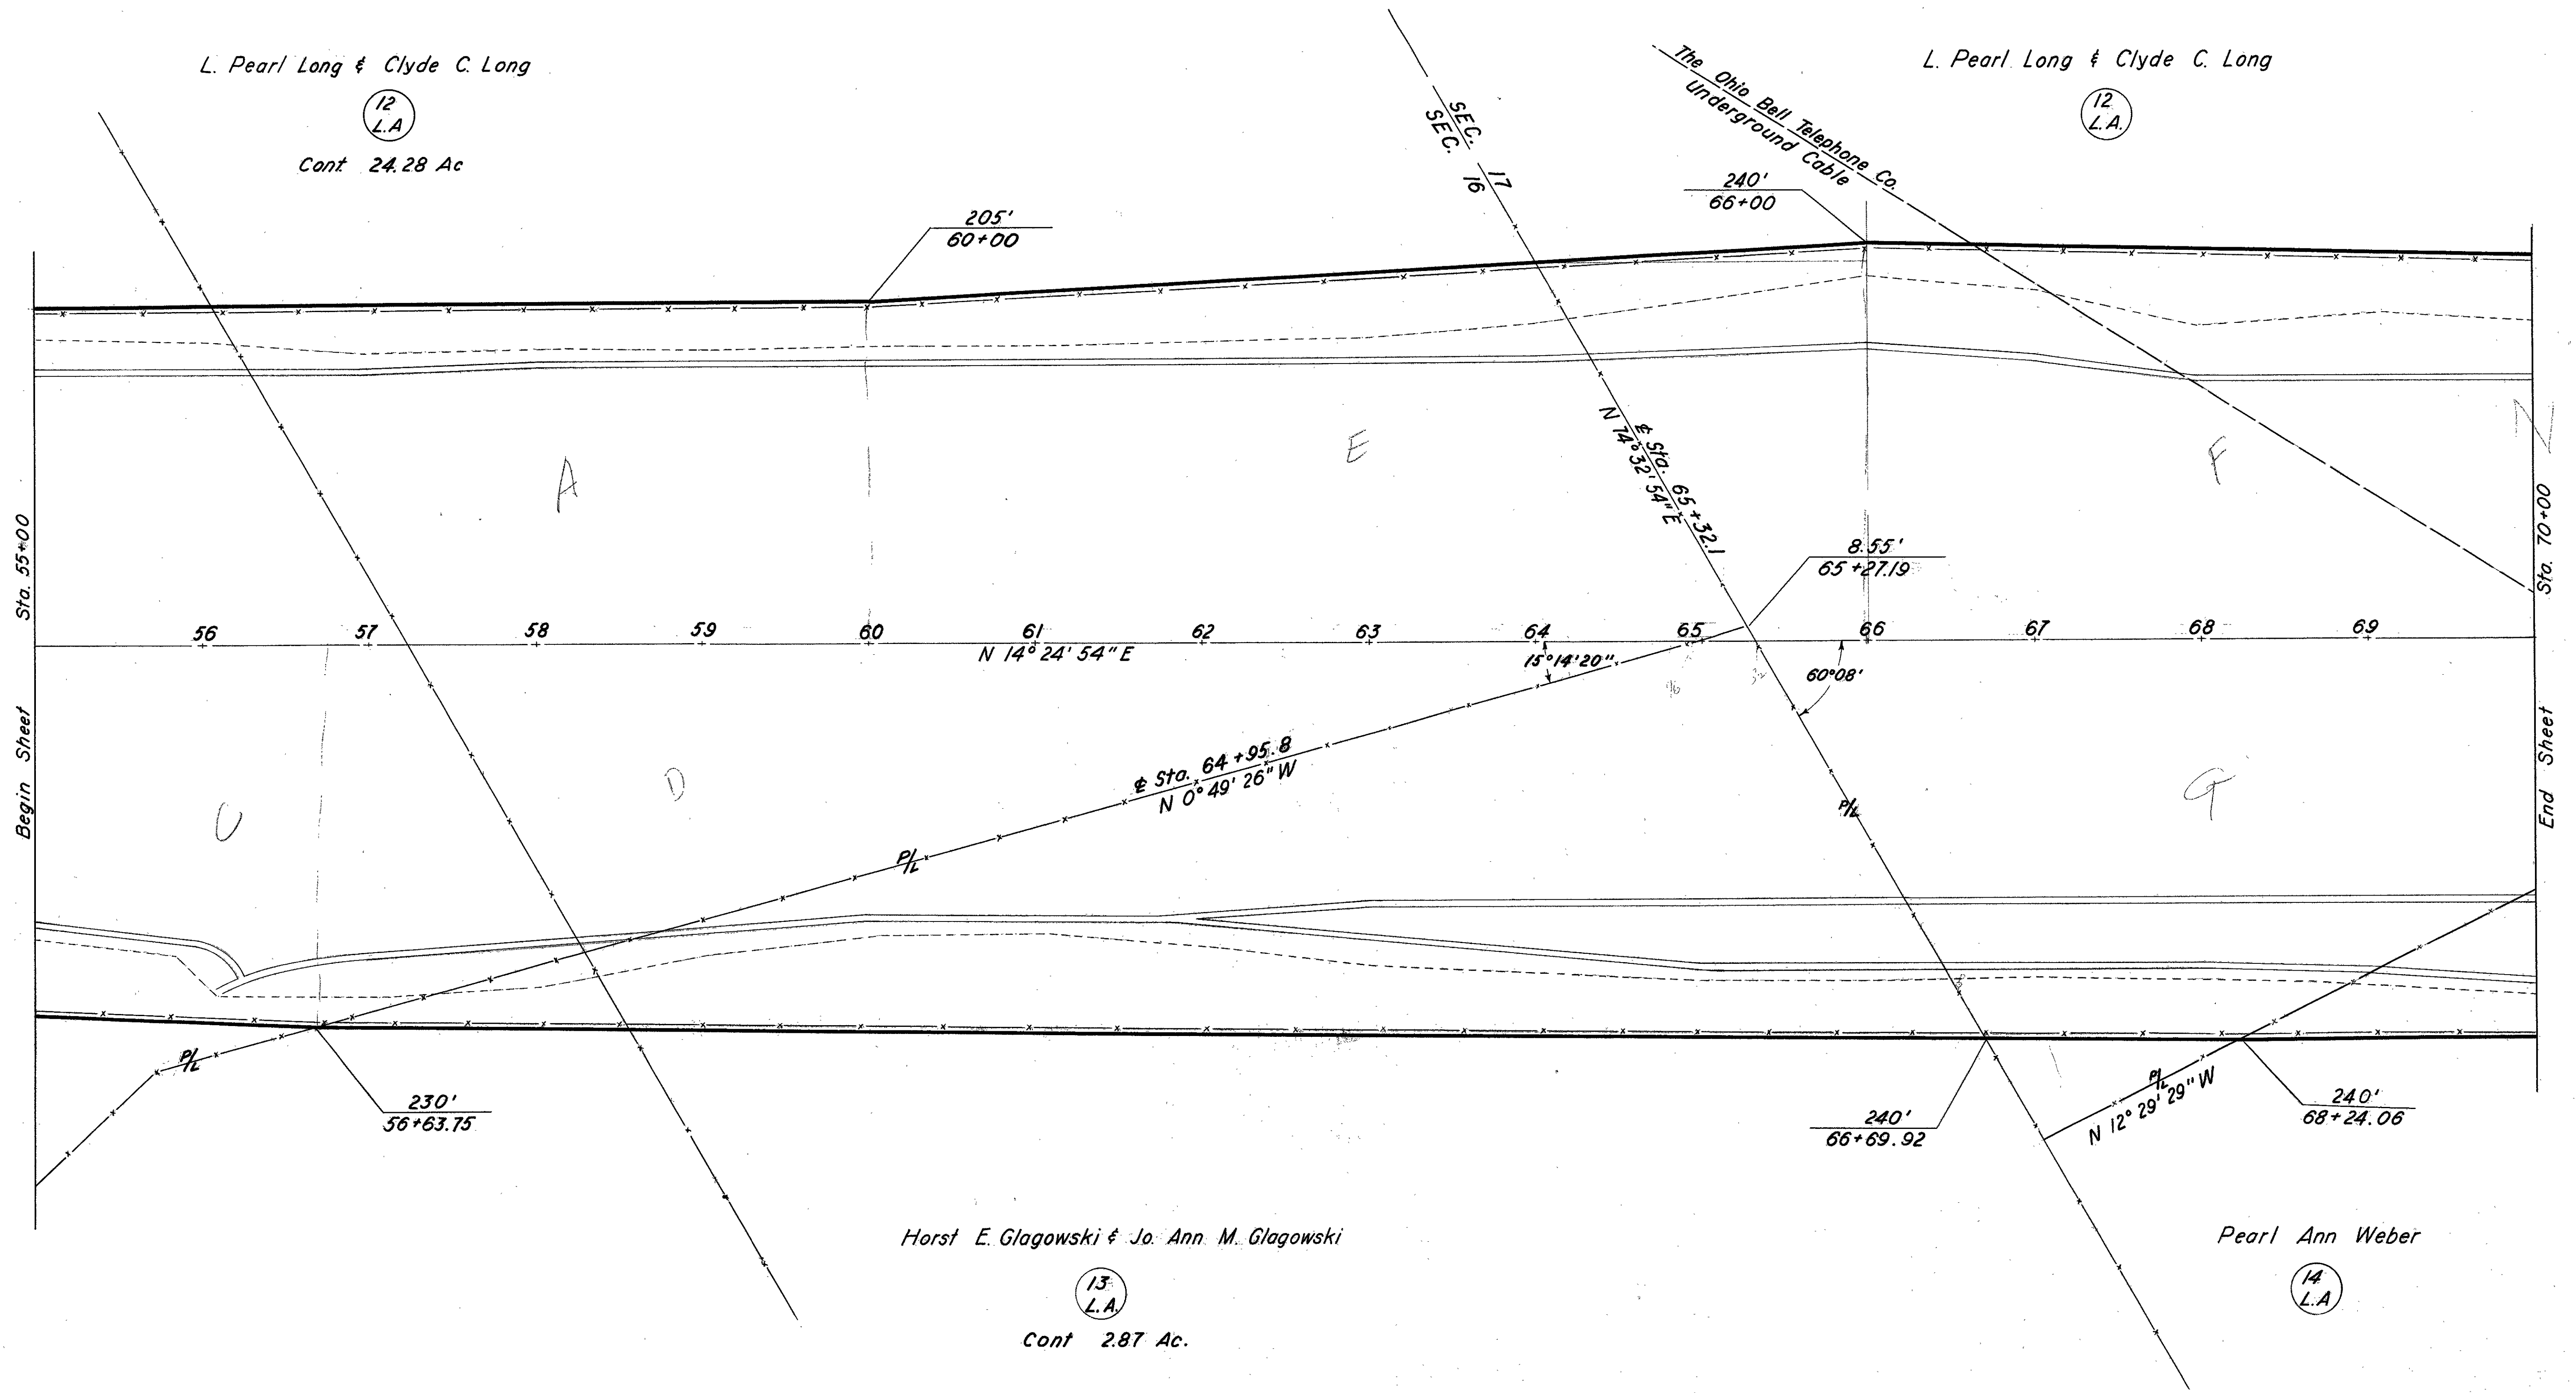 L. Pearl Long & Clyde C. Long
12
L.A
Cont 24.28 Ac
SEC. 17
SEC. 16
The Ohio Bell Telephone Co.
Underground Cable
L. Pearl Long & Clyde C. Long
12
L.A.
205'
60+00
240'
66+00
A
E
F
N
℄ Sta. 65+32.1
N 74°32'54" E
8.55'
65+27.19
Begin Sheet Sta. 55+00
End Sheet Sta. 70+00
56 57 58 59 60 61 62 63 64 65 66 67 68 69
N 14° 24' 54" E
15°14'20"
60°08'
96
32
℄ Sta. 64+95.8
N 0° 49' 26" W
P/L
P/L
C
D
G
P/L
P/L
N 12° 29' 29" W
230'
56+63.75
240'
66+69.92
240'
68+24.06
Horst E. Glagowski & Jo. Ann M. Glagowski
13
L.A.
Cont 2.87 Ac.
Pearl Ann Weber
14
L.A